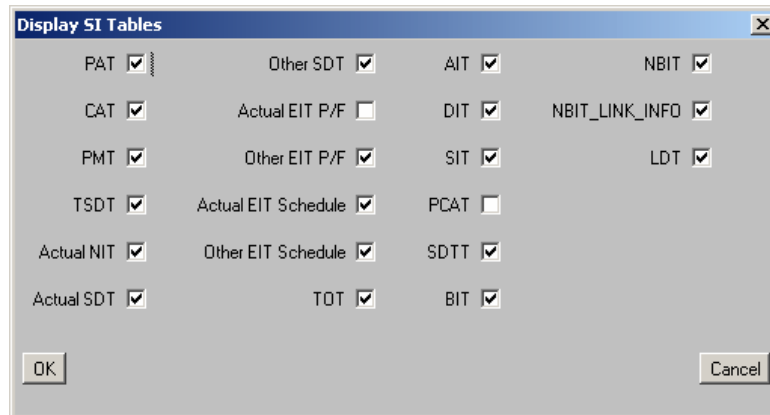 Display SI Tables
PAT Other SDT AIT NBIT
CAT Actual EIT P/F DIT NBIT_LINK_INFO
PMT Other EIT P/F SIT LDT
TSDT Actual EIT Schedule PCAT
Actual NIT Other EIT Schedule SDTT
Actual SDT TOT BIT
OK Cancel